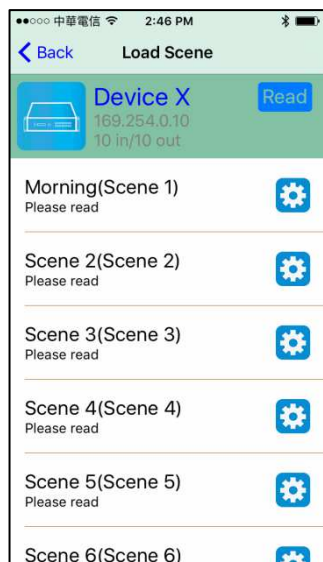 中華電信 2:46 PM
Back Load Scene
Device X Read
169.254.0.10
10 in/10 out
Morning(Scene 1)
Please read
Scene 2(Scene 2)
Please read
Scene 3(Scene 3)
Please read
Scene 4(Scene 4)
Please read
Scene 5(Scene 5)
Please read
Scene 6(Scene 6)